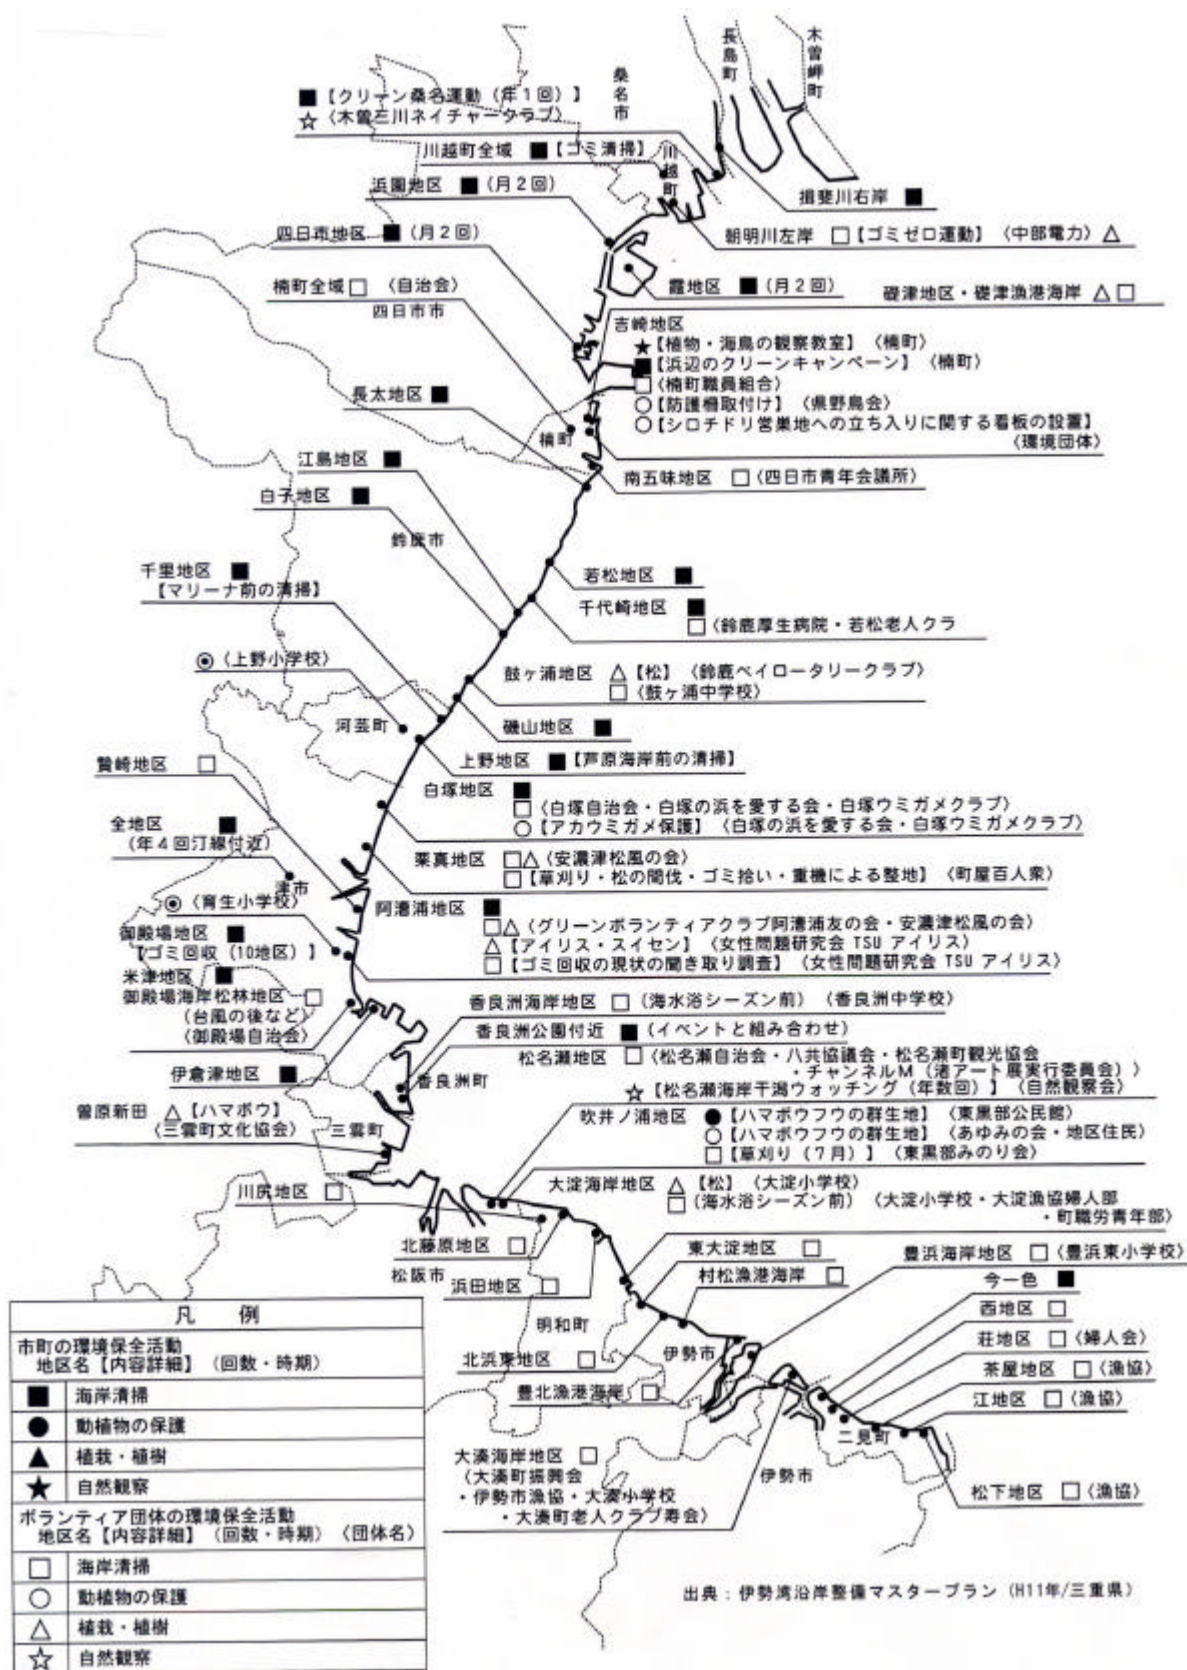 木曽岬町
長島町
桑名市
■【クリーン桑名運動（年１回）】
☆〈木曽三川ネイチャークラブ〉
川越町全域 ■【ゴミ清掃】
川越町
浜園地区 ■（月２回）
揖斐川右岸 ■
四日市地区 ■（月２回）
朝明川左岸 □【ゴミゼロ運動】〈中部電力〉△
楠町全域□ 〈自治会〉
四日市市
霞地区 ■（月２回）
礎津地区・礎津漁港海岸 △□
吉崎地区
★【植物・海鳥の観察教室】〈楠町〉
■【浜辺のクリーンキャンペーン】〈楠町〉
□〈楠町職員組合〉
○【防護柵取付け】〈県野鳥会〉
○【シロチドリ営巣地への立ち入りに関する看板の設置】
〈環境団体〉
長太地区■
楠町
江島地区 ■
南五味地区 □〈四日市青年会議所〉
白子地区 ■
鈴鹿市
千里地区 ■
【マリーナ前の清掃】
若松地区 ■
千代崎地区 ■
□〈鈴鹿厚生病院・若松老人クラ
◎〈上野小学校〉
鼓ヶ浦地区 △【松】〈鈴鹿ベイロータリークラブ〉
□〈鼓ヶ浦中学校〉
河芸町
磯山地区 ■
贄崎地区 □
上野地区 ■【芦原海岸前の清掃】
白塚地区 ■
□〈白塚自治会・白塚の浜を愛する会・白塚ウミガメクラブ〉
○【アカウミガメ保護】〈白塚の浜を愛する会・白塚ウミガメクラブ〉
全地区 ■
（年４回汀線付近）
栗真地区 □△〈安濃津松風の会〉
□【草刈り・松の間伐・ゴミ拾い・重機による整地】〈町屋百人衆〉
津市
◎〈育生小学校〉
阿漕浦地区 ■
□△〈グリーンボランティアクラブ阿漕浦友の会・安濃津松風の会〉
△【アイリス・スイセン】〈女性問題研究会 TSU アイリス〉
□【ゴミ回収の現状の聞き取り調査】〈女性問題研究会 TSU アイリス〉
御殿場地区 ■
【ゴミ回収（10地区）】
米津地区 ■
御殿場海岸松林地区 □
（台風の後など）
〈御殿場自治会〉
香良洲海岸地区 □（海水浴シーズン前）〈香良洲中学校〉
香良洲公園付近 ■（イベントと組み合わせ）
伊倉津地区 ■
香良洲町
松名瀬地区 □〈松名瀬自治会・八共協議会・松名瀬町観光協会
・チャンネルＭ（渚アート展実行委員会）〉
☆【松名瀬海岸干潟ウォッチング（年数回）】〈自然観察会〉
曽原新田 △【ハマボウ】
〈三雲町文化協会〉
三雲町
吹井ノ浦地区 ●【ハマボウフウの群生地】〈東黒部公民館〉
○【ハマボウフウの群生地】〈あゆみの会・地区住民〉
□【草刈り（７月）】〈東黒部みのり会〉
川尻地区 □
大淀海岸地区 △【松】〈大淀小学校〉
□（海水浴シーズン前）〈大淀小学校・大淀漁協婦人部
・町職労青年部〉
北藤原地区 □
松阪市
浜田地区 □
東大淀地区 □
村松漁港海岸 □
豊浜海岸地区 □〈豊浜東小学校〉
今一色 ■
西地区 □
荘地区 □〈婦人会〉
茶屋地区 □〈漁協〉
江地区 □〈漁協〉
明和町
伊勢市
北浜東地区 □
豊北漁港海岸 □
二見町
大湊海岸地区 □
〈大湊町振興会
・伊勢市漁協・大湊小学校
・大湊町老人クラブ寿会〉
伊勢市
松下地区 □〈漁協〉
凡 例
市町の環境保全活動
地区名【内容詳細】（回数・時期）
■ 海岸清掃
● 動植物の保護
▲ 植栽・植樹
★ 自然観察
ボランティア団体の環境保全活動
地区名【内容詳細】（回数・時期）〈団体名〉
□ 海岸清掃
○ 動植物の保護
△ 植栽・植樹
☆ 自然観察
出典：伊勢湾沿岸整備マスタープラン（H11年/三重県）